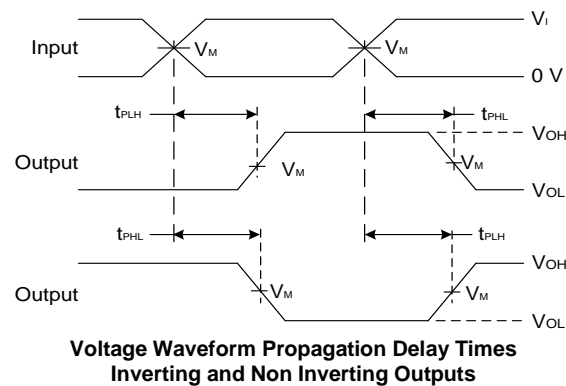 VI
Input
VM
VM
0 V
tPLH
tPHL
VOH
Output
VM
VM
VOL
tPHL
tPLH
VOH
Output
VM
VM
VOL
Voltage Waveform Propagation Delay Times
Inverting and Non Inverting Outputs